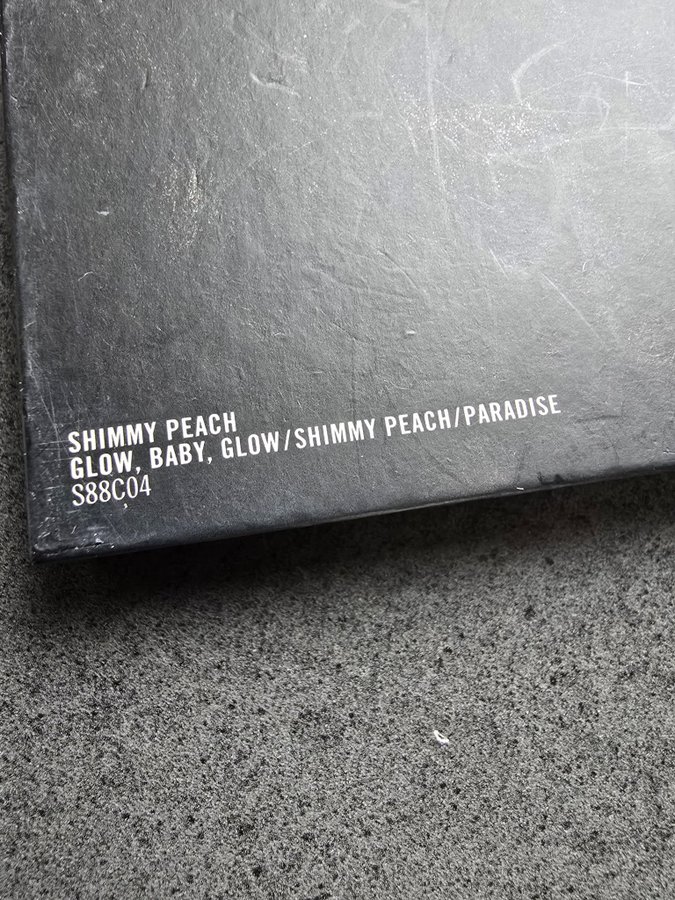 SHIMMY PEACH
GLOW, BABY, GLOW/SHIMMY PEACH/PARADISE
S88C04